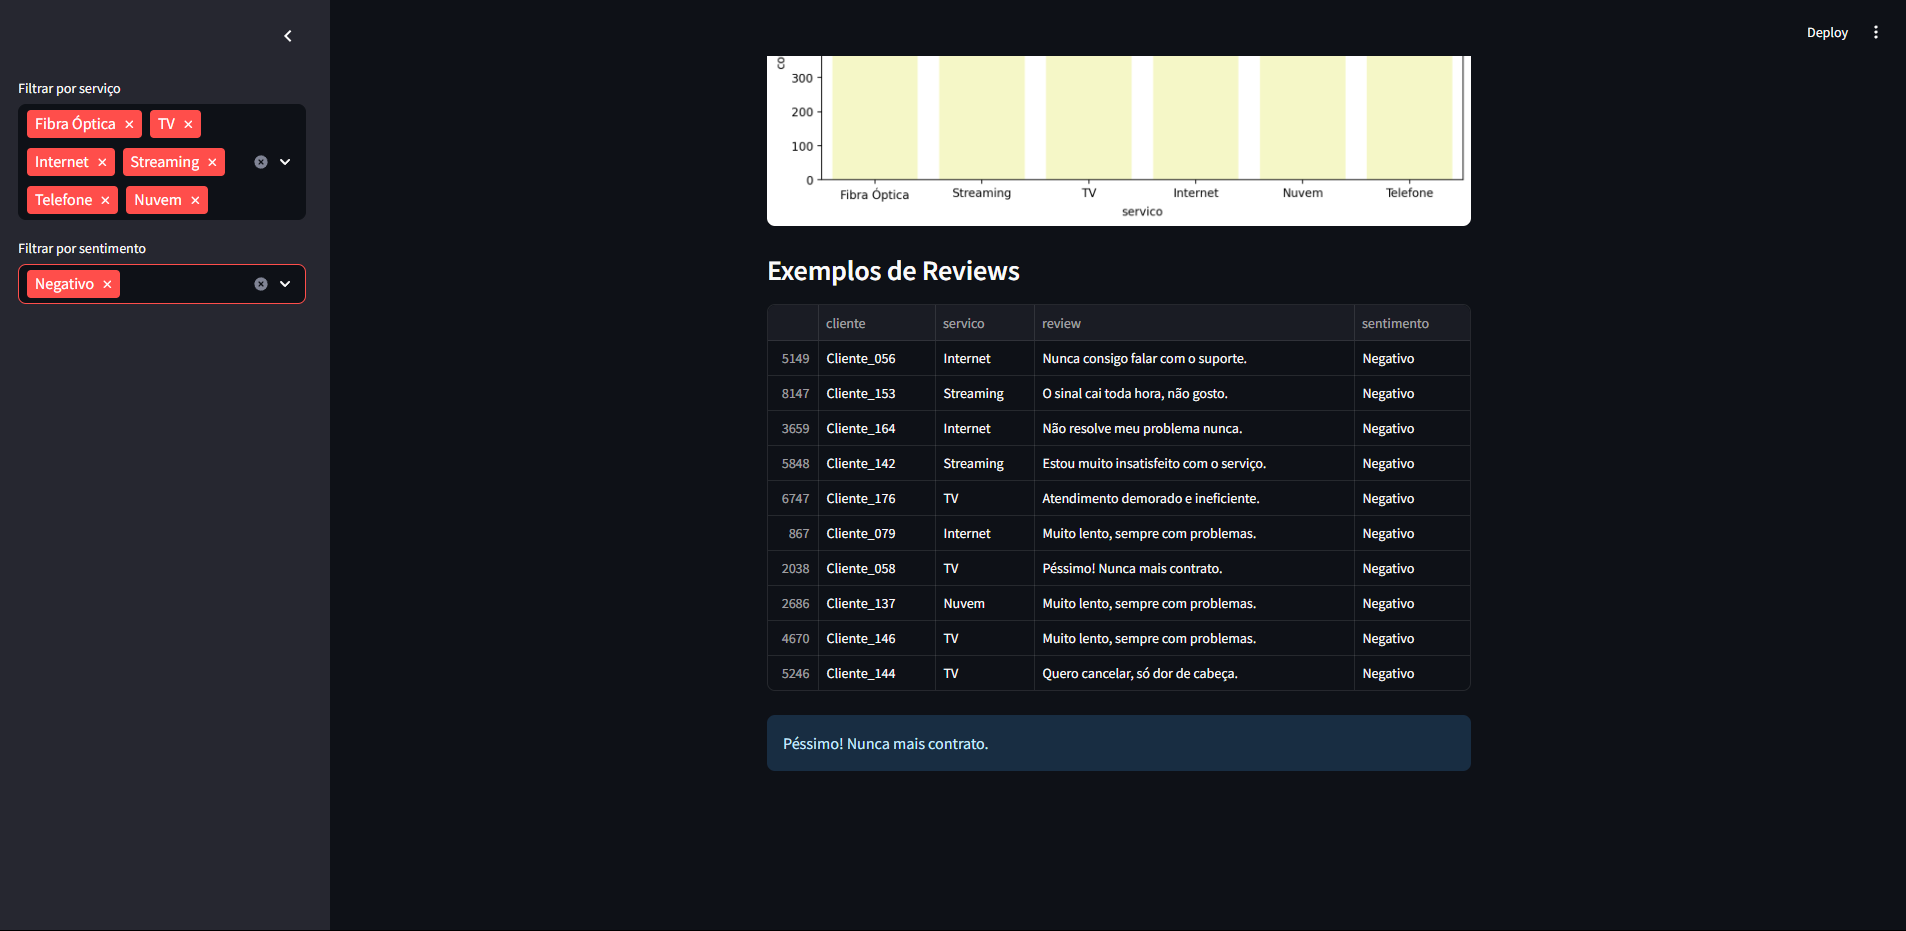 Deploy
Filtrar por serviço
Fibra Óptica
TV
Internet
Streaming
Telefone
Nuvem
Filtrar por sentimento
Negativo
co
300
200
100
0
Fibra Óptica Streaming TV Internet Nuvem Telefone
servico
Exemplos de Reviews
cliente servico review sentimento
5149 Cliente_056 Internet Nunca consigo falar com o suporte. Negativo
8147 Cliente_153 Streaming O sinal cai toda hora, não gosto. Negativo
3659 Cliente_164 Internet Não resolve meu problema nunca. Negativo
5848 Cliente_142 Streaming Estou muito insatisfeito com o serviço. Negativo
6747 Cliente_176 TV Atendimento demorado e ineficiente. Negativo
867 Cliente_079 Internet Muito lento, sempre com problemas. Negativo
2038 Cliente_058 TV Péssimo! Nunca mais contrato. Negativo
2686 Cliente_137 Nuvem Muito lento, sempre com problemas. Negativo
4670 Cliente_146 TV Muito lento, sempre com problemas. Negativo
5246 Cliente_144 TV Quero cancelar, só dor de cabeça. Negativo
Péssimo! Nunca mais contrato.